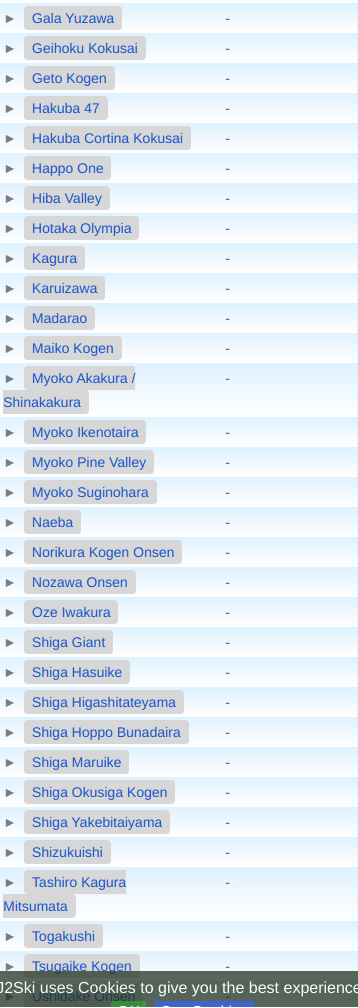 ▶ Gala Yuzawa -
▶ Geihoku Kokusai -
▶ Geto Kogen -
▶ Hakuba 47 -
▶ Hakuba Cortina Kokusai -
▶ Happo One -
▶ Hiba Valley -
▶ Hotaka Olympia -
▶ Kagura -
▶ Karuizawa -
▶ Madarao -
▶ Maiko Kogen -
▶ Myoko Akakura / -
Shinakakura
▶ Myoko Ikenotaira -
▶ Myoko Pine Valley -
▶ Myoko Suginohara -
▶ Naeba -
▶ Norikura Kogen Onsen -
▶ Nozawa Onsen -
▶ Oze Iwakura -
▶ Shiga Giant -
▶ Shiga Hasuike -
▶ Shiga Higashitateyama -
▶ Shiga Hoppo Bunadaira -
▶ Shiga Maruike -
▶ Shiga Okusiga Kogen -
▶ Shiga Yakebitaiyama -
▶ Shizukuishi -
▶ Tashiro Kagura -
Mitsumata
▶ Togakushi -
▶ Tsugaike Kogen -
J2Ski uses Cookies to give you the best experience
Ushidake Onsen